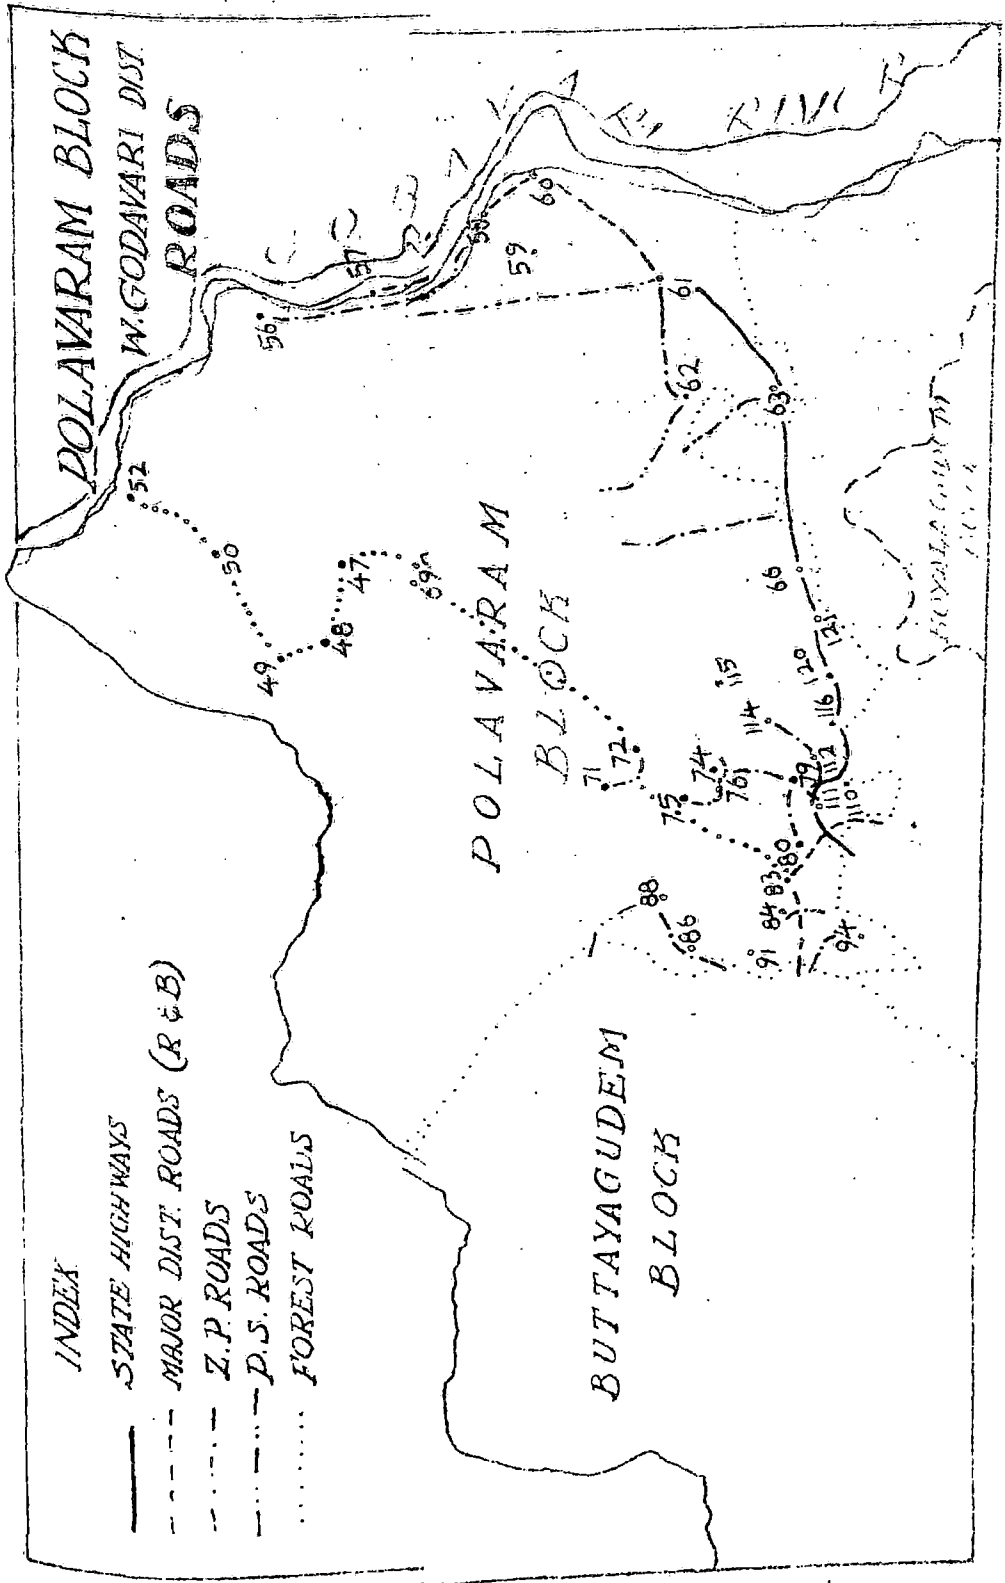 POLAVARAM BLOCK
W. GODAVARI DIST
ROADS
INDEX
STATE HIGHWAYS
MAJOR DIST. ROADS (R & B)
Z.P. ROADS
P.S. ROADS
FOREST ROADS
RIVER
POLAVARAM
BLOCK
BUTTAYAGUDEM
BLOCK
52
50
49
48
47
69
56
57
58
59
60
61
62
63
66
71
72
74
75
76
79
80
83
84
86
88
91
94
110
111
112
114
115
116
120
121